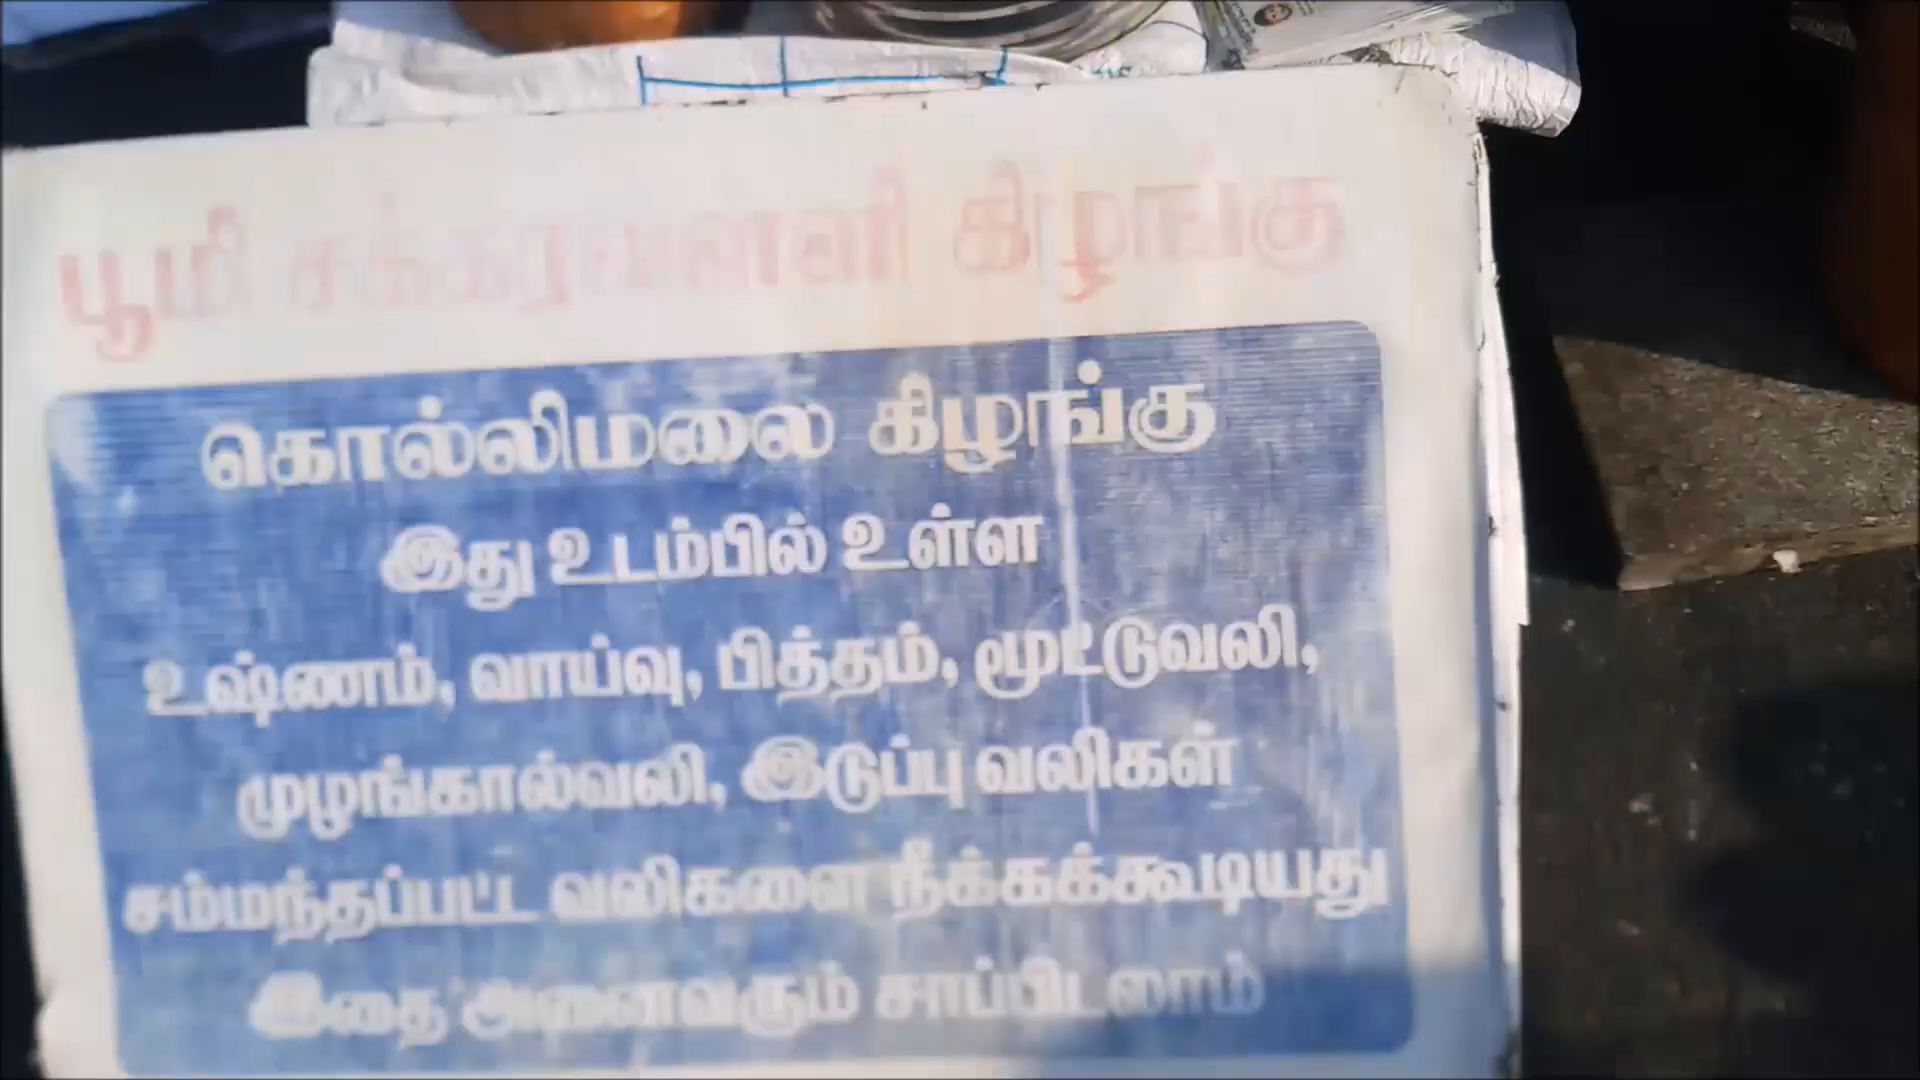 பூமி சக்கரவள்ளி கிழங்கு
கொல்லிமலை கிழங்கு
இது உடம்பில் உள்ள
உஷ்ணம், வாய்வு, பித்தம், மூட்டுவலி,
முழங்கால்வலி, இடுப்பு வலிகள்
சம்மந்தப்பட்ட வலிகளை நீக்கக்கூடியது
இதை அனைவரும் சாப்பிடலாம்